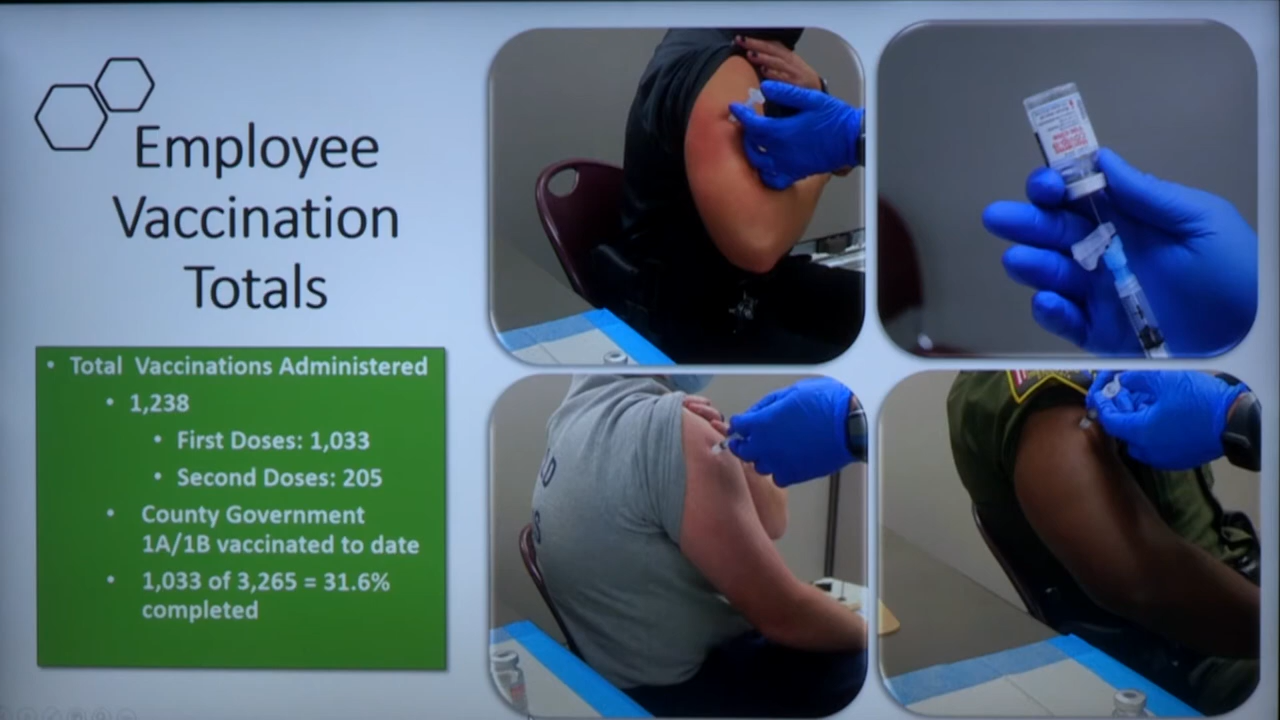 Employee
Vaccination
Totals
• Total Vaccinations Administered
• 1,238
• First Doses: 1,033
• Second Doses: 205
• County Government
1A/1B vaccinated to date
• 1,033 of 3,265 = 31.6%
completed